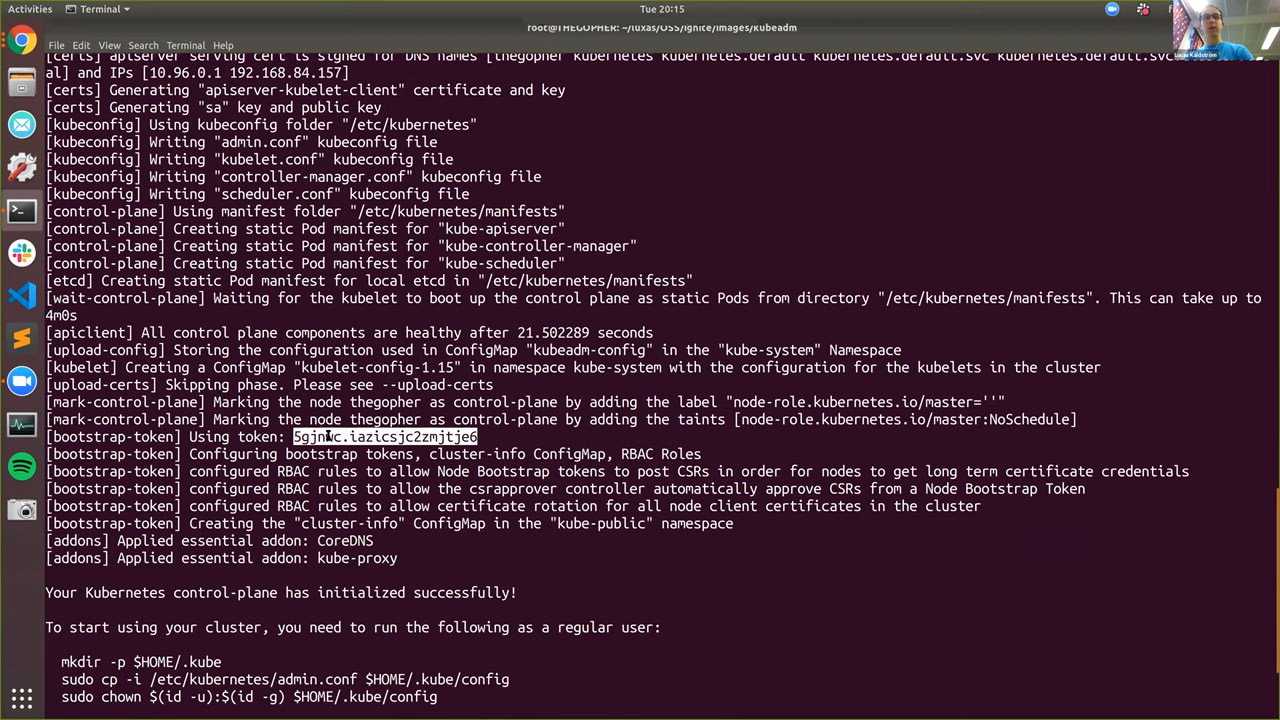 Activities
Terminal
Tue 20:15
root@THEGOPHER: ~/luxas/OSS/ignite/images/kubeadm
File Edit View Search Terminal Help
[certs] apiserver serving cert is signed for DNS names [thegopher kubernetes kubernetes.default kubernetes.default.svc kubernetes.default.svc
al] and IPs [10.96.0.1 192.168.84.157]
[certs] Generating "apiserver-kubelet-client" certificate and key
[certs] Generating "sa" key and public key
[kubeconfig] Using kubeconfig folder "/etc/kubernetes"
[kubeconfig] Writing "admin.conf" kubeconfig file
[kubeconfig] Writing "kubelet.conf" kubeconfig file
[kubeconfig] Writing "controller-manager.conf" kubeconfig file
[kubeconfig] Writing "scheduler.conf" kubeconfig file
[control-plane] Using manifest folder "/etc/kubernetes/manifests"
[control-plane] Creating static Pod manifest for "kube-apiserver"
[control-plane] Creating static Pod manifest for "kube-controller-manager"
[control-plane] Creating static Pod manifest for "kube-scheduler"
[etcd] Creating static Pod manifest for local etcd in "/etc/kubernetes/manifests"
[wait-control-plane] Waiting for the kubelet to boot up the control plane as static Pods from directory "/etc/kubernetes/manifests". This can take up to
4m0s
[apiclient] All control plane components are healthy after 21.502289 seconds
[upload-config] Storing the configuration used in ConfigMap "kubeadm-config" in the "kube-system" Namespace
[kubelet] Creating a ConfigMap "kubelet-config-1.15" in namespace kube-system with the configuration for the kubelets in the cluster
[upload-certs] Skipping phase. Please see --upload-certs
[mark-control-plane] Marking the node thegopher as control-plane by adding the label "node-role.kubernetes.io/master=''"
[mark-control-plane] Marking the node thegopher as control-plane by adding the taints [node-role.kubernetes.io/master:NoSchedule]
[bootstrap-token] Using token: 5gjnwc.iazicsjc2zmjtje6
[bootstrap-token] Configuring bootstrap tokens, cluster-info ConfigMap, RBAC Roles
[bootstrap-token] configured RBAC rules to allow Node Bootstrap tokens to post CSRs in order for nodes to get long term certificate credentials
[bootstrap-token] configured RBAC rules to allow the csrapprover controller automatically approve CSRs from a Node Bootstrap Token
[bootstrap-token] configured RBAC rules to allow certificate rotation for all node client certificates in the cluster
[bootstrap-token] Creating the "cluster-info" ConfigMap in the "kube-public" namespace
[addons] Applied essential addon: CoreDNS
[addons] Applied essential addon: kube-proxy
Your Kubernetes control-plane has initialized successfully!
To start using your cluster, you need to run the following as a regular user:
mkdir -p $HOME/.kube
sudo cp -i /etc/kubernetes/admin.conf $HOME/.kube/config
sudo chown $(id -u):$(id -g) $HOME/.kube/config